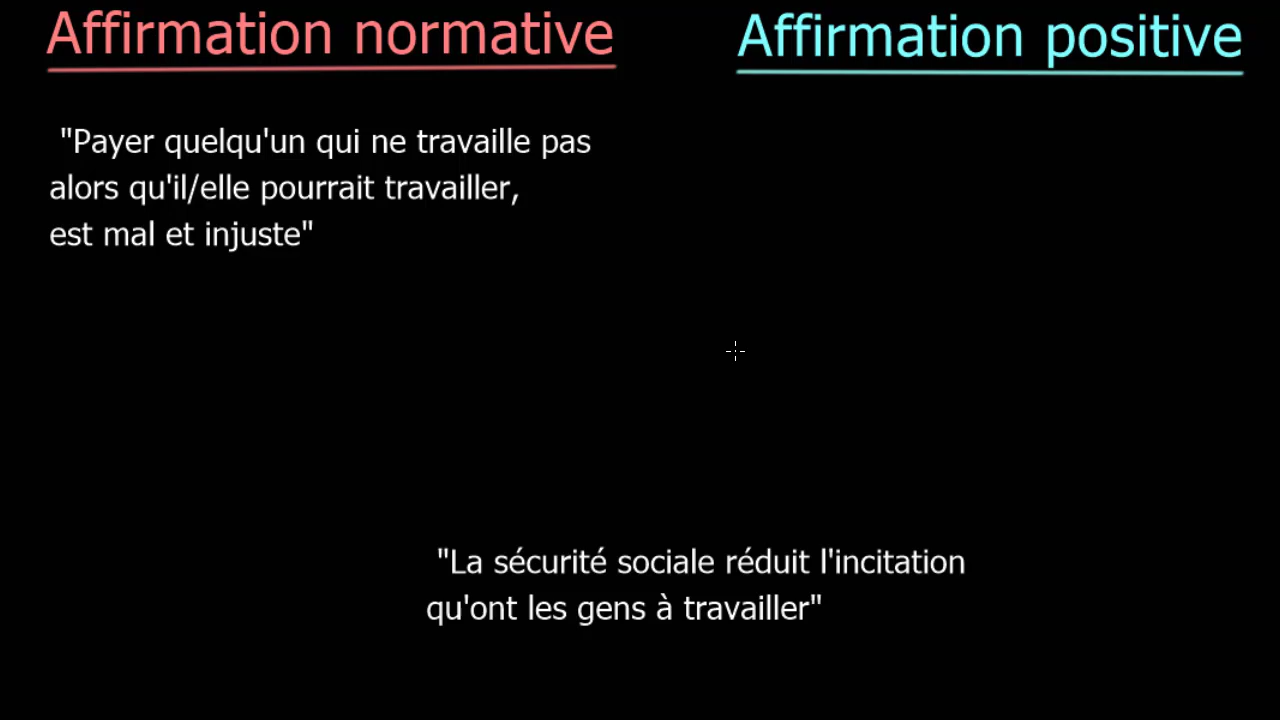 Affirmation normative
Affirmation positive
"Payer quelqu'un qui ne travaille pas
alors qu'il/elle pourrait travailler,
est mal et injuste"
"La sécurité sociale réduit l'incitation
qu'ont les gens à travailler"